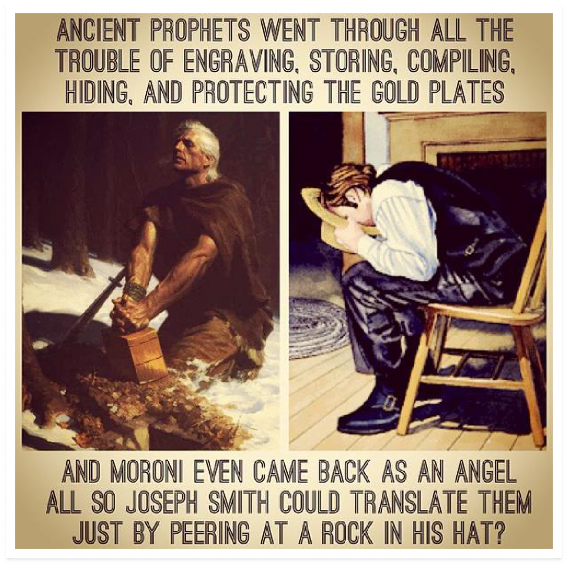 ANCIENT PROPHETS WENT THROUGH ALL THE
TROUBLE OF ENGRAVING, STORING, COMPILING,
HIDING, AND PROTECTING THE GOLD PLATES
AND MORONI EVEN CAME BACK AS AN ANGEL
ALL SO JOSEPH SMITH COULD TRANSLATE THEM
JUST BY PEERING AT A ROCK IN HIS HAT?